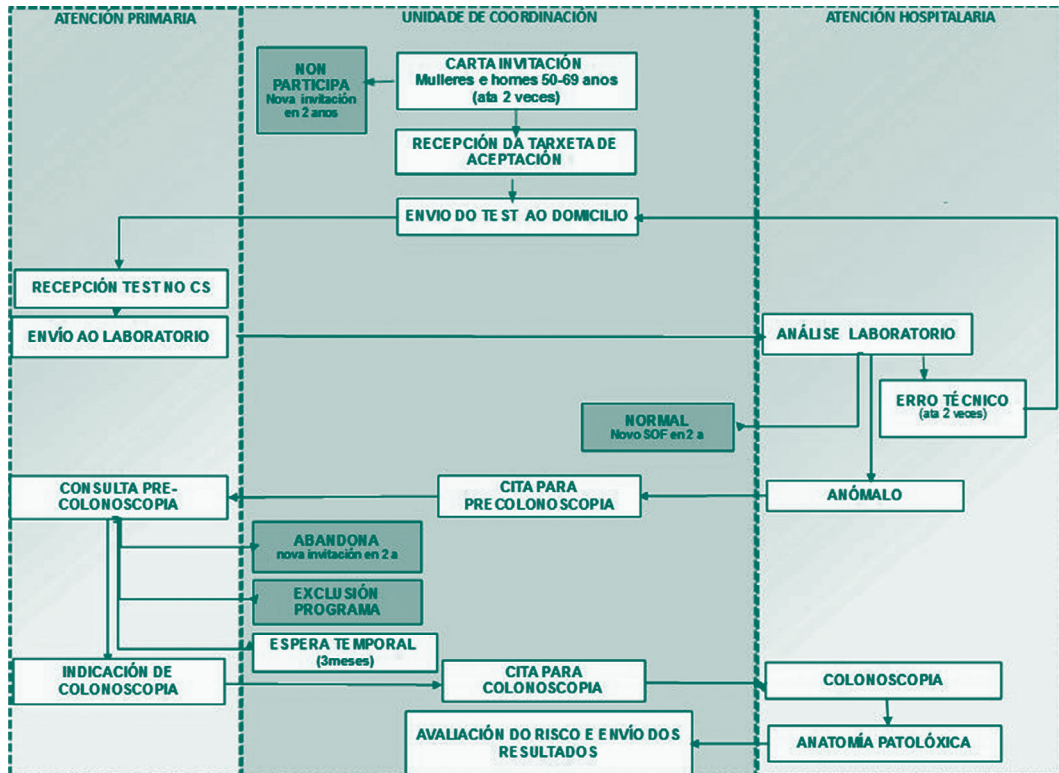 ATENCIÓN PRIMARIA
UNIDADE DE COORDINACIÓN
ATENCIÓN HOSPITALARIA
NON
PARTICIPA
Nova invitación
en 2 anos
CARTA INVITACIÓN
Mulleres e homes 50-69 anos
(ata 2 veces)
RECEPCIÓN DA TARXETA DE
ACEPTACIÓN
ENVIO DO TEST AO DOMICILIO
RECEPCIÓN TEST NO CS
ENVÍO AO LABORATORIO
ANÁLISE LABORATORIO
ERRO TÉCNICO
(ata 2 veces)
NORMAL
Novo SOF en 2 a
CONSULTA PRE-
COLONOSCOPIA
CITA PARA
PRECOLONOSCOPIA
ANÓMALO
ABANDONA
nova invitación en 2 a
EXCLUSIÓN
PROGRAMA
ESPERA TEMPORAL
(3meses)
INDICACIÓN DE
COLONOSCOPIA
CITA PARA
COLONOSCOPIA
COLONOSCOPIA
AVALIACIÓN DO RISCO E ENVÍO DOS
RESULTADOS
ANATOMÍA PATOLÓXICA